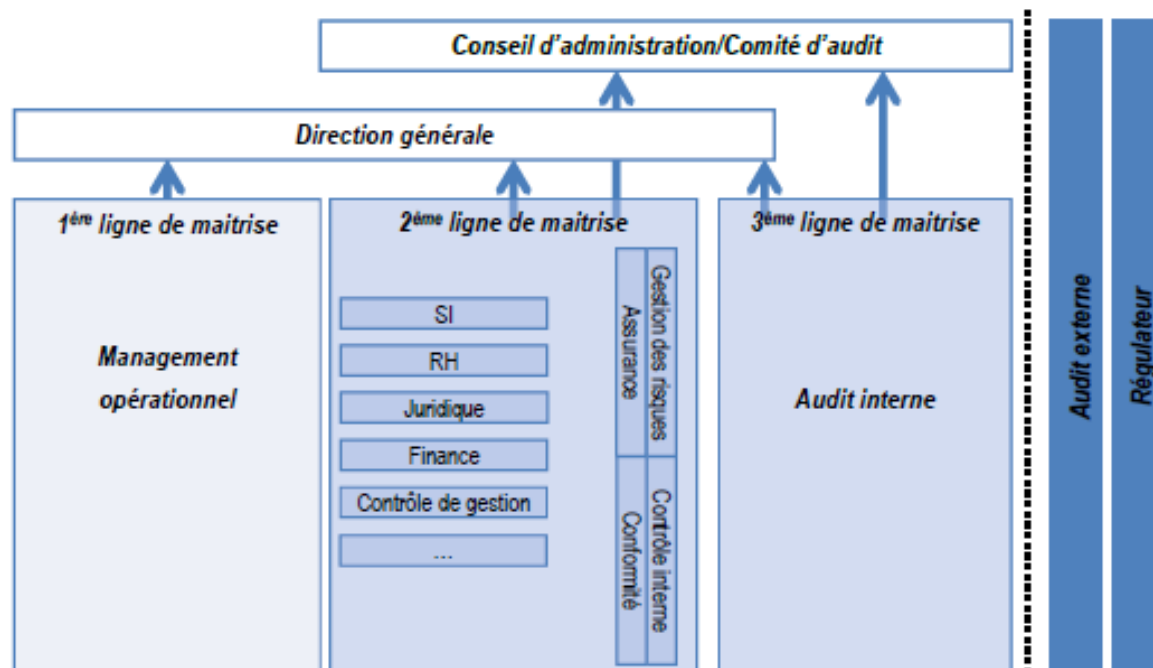 Conseil d'administration/Comité d'audit
Direction générale
1ère ligne de maitrise
2ème ligne de maitrise
3ème ligne de maitrise
Management
opérationnel
SI
RH
Juridique
Finance
Contrôle de gestion
...
Gestion des risques
Assurance
Contrôle interne
Conformité
Audit interne
Audit externe
Régulateur